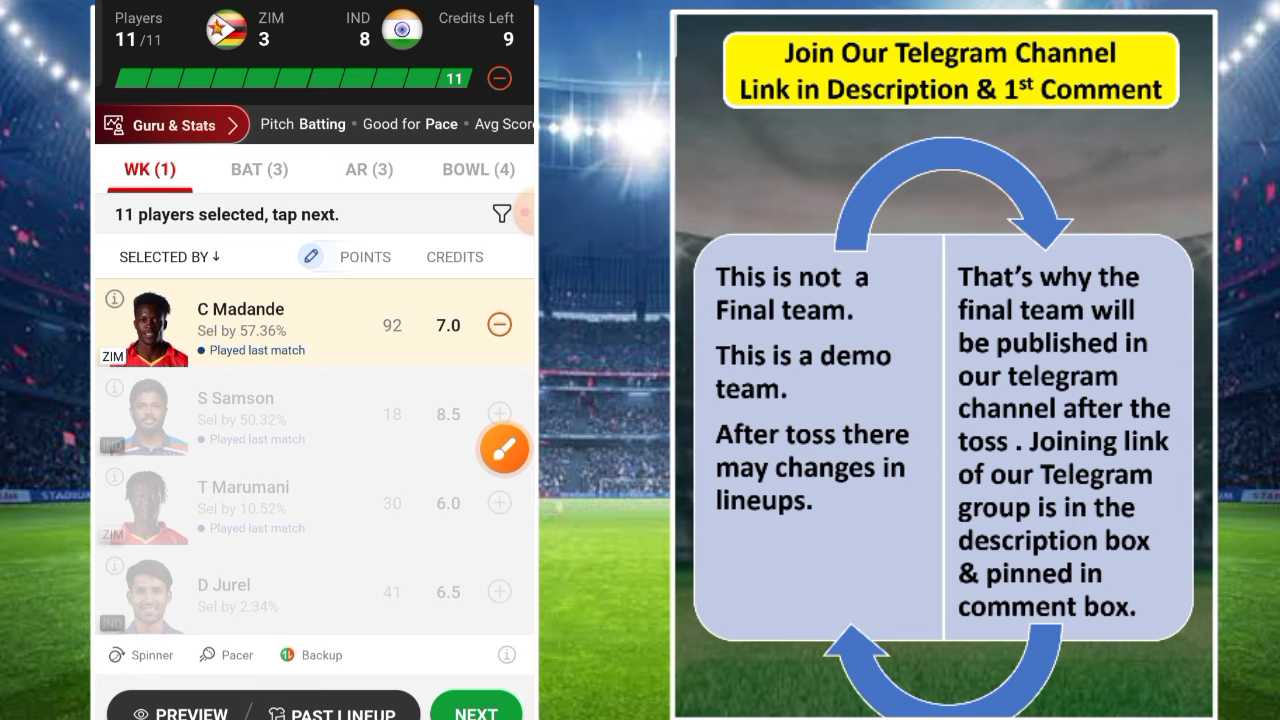 Players
ZIM
IND
Credits Left
11/11
3
8
9
11
Guru & Stats
Pitch Batting • Good for Pace • Avg Scor
WK (1)
BAT (3)
AR (3)
BOWL (4)
11 players selected, tap next.
SELECTED BY ↓
POINTS
CREDITS
C Madande
Sel by 57.36%
92
7.0
• Played last match
ZIM
S Samson
Sel by 50.32%
18
8.5
• Played last match
IND
T Marumani
Sel by 10.52%
30
6.0
• Played last match
ZIM
D Jurel
Sel by 2.34%
41
6.5
IND
Spinner
Pacer
Backup
PREVIEW / PAST LINEUP
NEXT
Join Our Telegram Channel
Link in Description & 1st Comment
This is not a
Final team.
This is a demo
team.
After toss there
may changes in
lineups.
That's why the
final team will
be published in
our telegram
channel after the
toss . Joining link
of our Telegram
group is in the
description box
& pinned in
comment box.
STADIUM